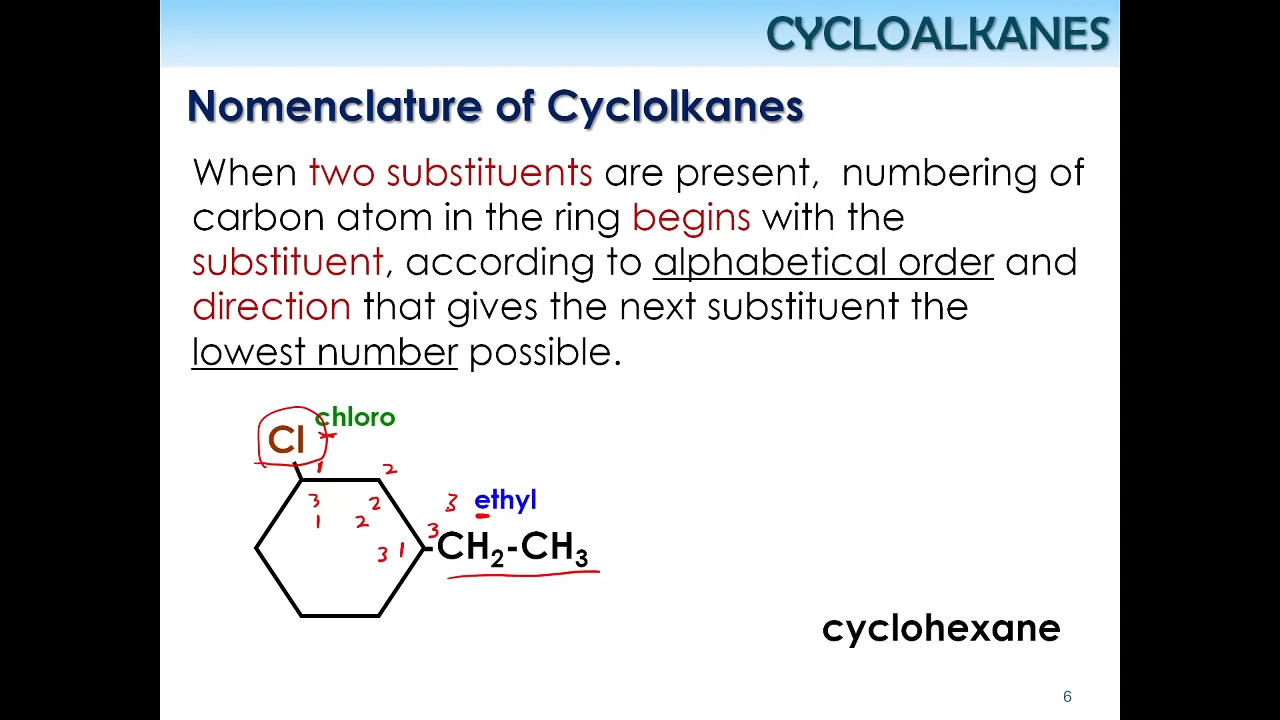 CYCLOALKANES
Nomenclature of Cyclolkanes
When two substituents are present, numbering of
carbon atom in the ring begins with the
substituent, according to alphabetical order and
direction that gives the next substituent the
lowest number possible.
chloro
Cl
1 2
3 2 3 ethyl
1 2 3
3 1 -CH2-CH3
cyclohexane
6